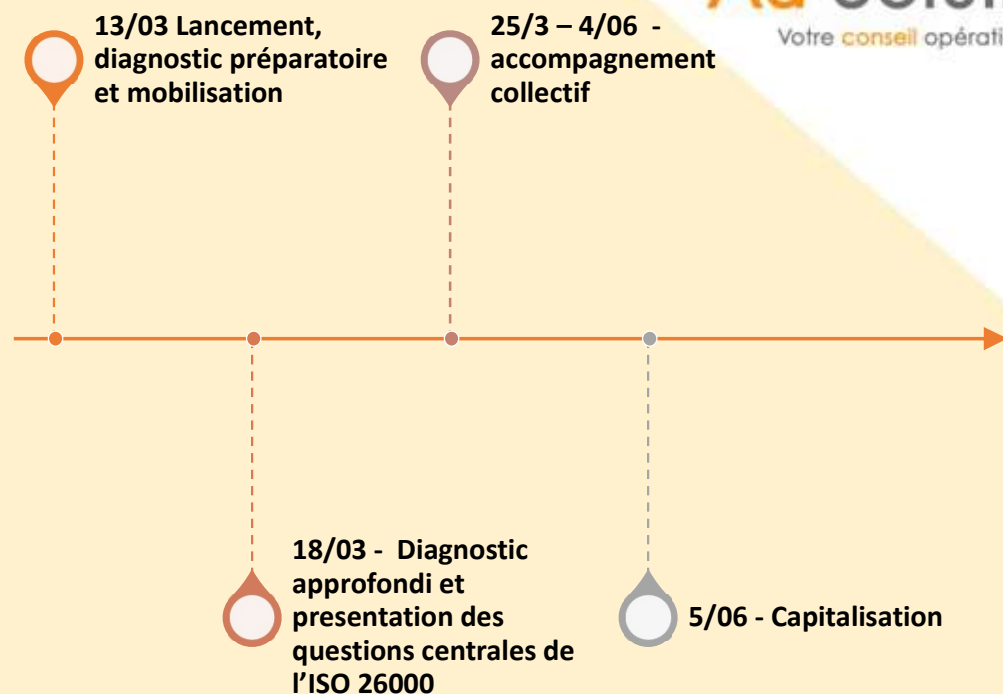 Votre conseil
13/03 Lancement,
diagnostic préparatoire
et mobilisation
25/3 – 4/06 -
accompagnement
collectif
18/03 - Diagnostic
approfondi et
presentation des
questions centrales de
l’ISO 26000
5/06 - Capitalisation